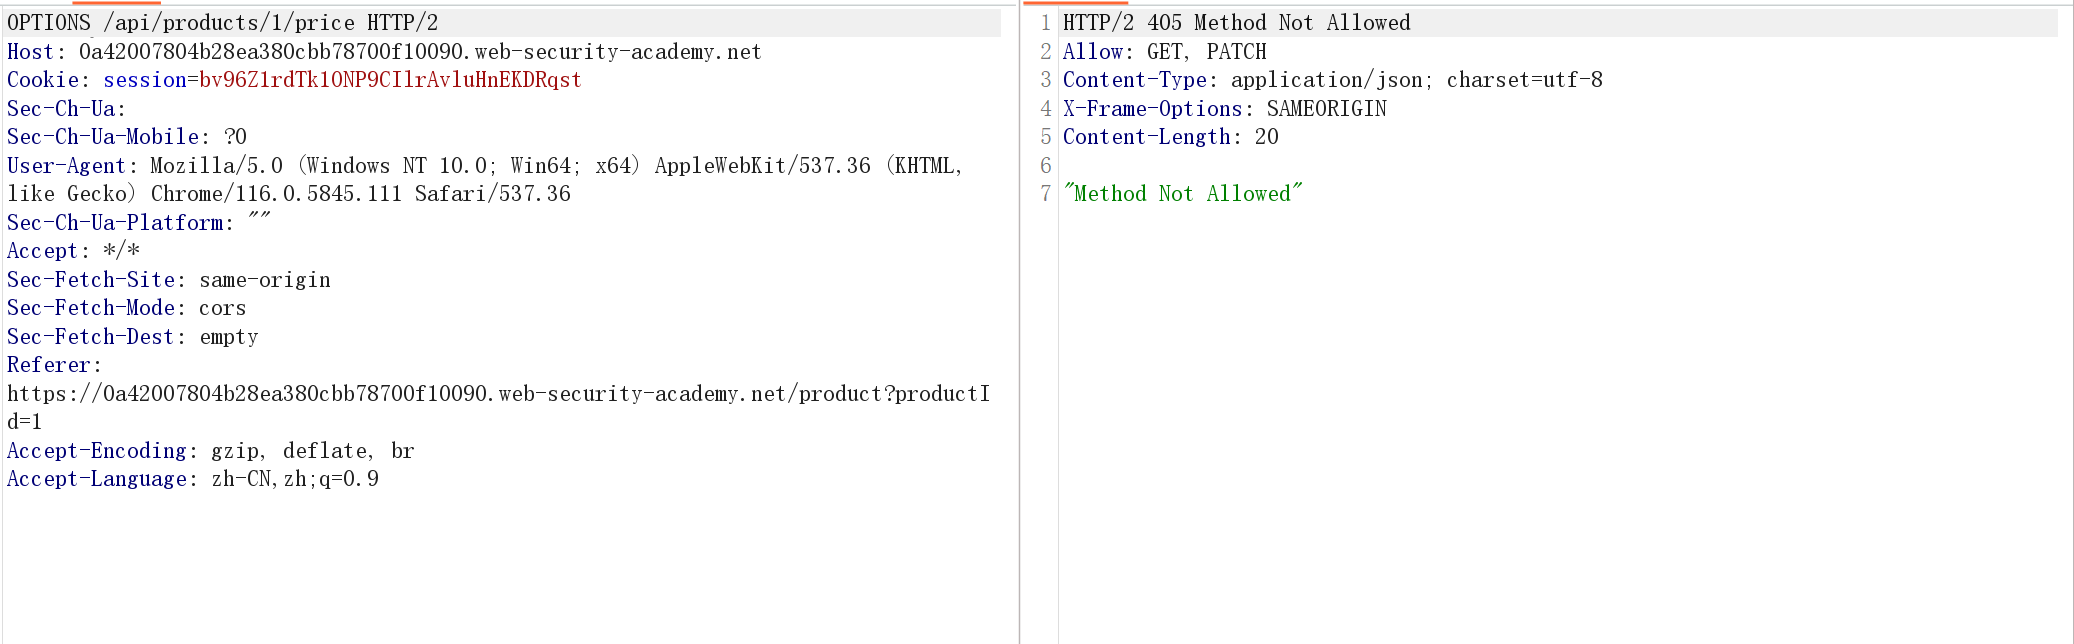 OPTIONS /api/products/1/price HTTP/2
Host: 0a42007804b28ea380cbb78700f10090.web-security-academy.net
Cookie: session=bv96Z1rdTk10NP9CIlrAvluHnEKDRqst
Sec-Ch-Ua:
Sec-Ch-Ua-Mobile: ?0
User-Agent: Mozilla/5.0 (Windows NT 10.0; Win64; x64) AppleWebKit/537.36 (KHTML,
like Gecko) Chrome/116.0.5845.111 Safari/537.36
Sec-Ch-Ua-Platform: ""
Accept: */*
Sec-Fetch-Site: same-origin
Sec-Fetch-Mode: cors
Sec-Fetch-Dest: empty
Referer:
https://0a42007804b28ea380cbb78700f10090.web-security-academy.net/product?productI
d=1
Accept-Encoding: gzip, deflate, br
Accept-Language: zh-CN,zh;q=0.9
1 HTTP/2 405 Method Not Allowed
2 Allow: GET, PATCH
3 Content-Type: application/json; charset=utf-8
4 X-Frame-Options: SAMEORIGIN
5 Content-Length: 20
6
7 "Method Not Allowed"